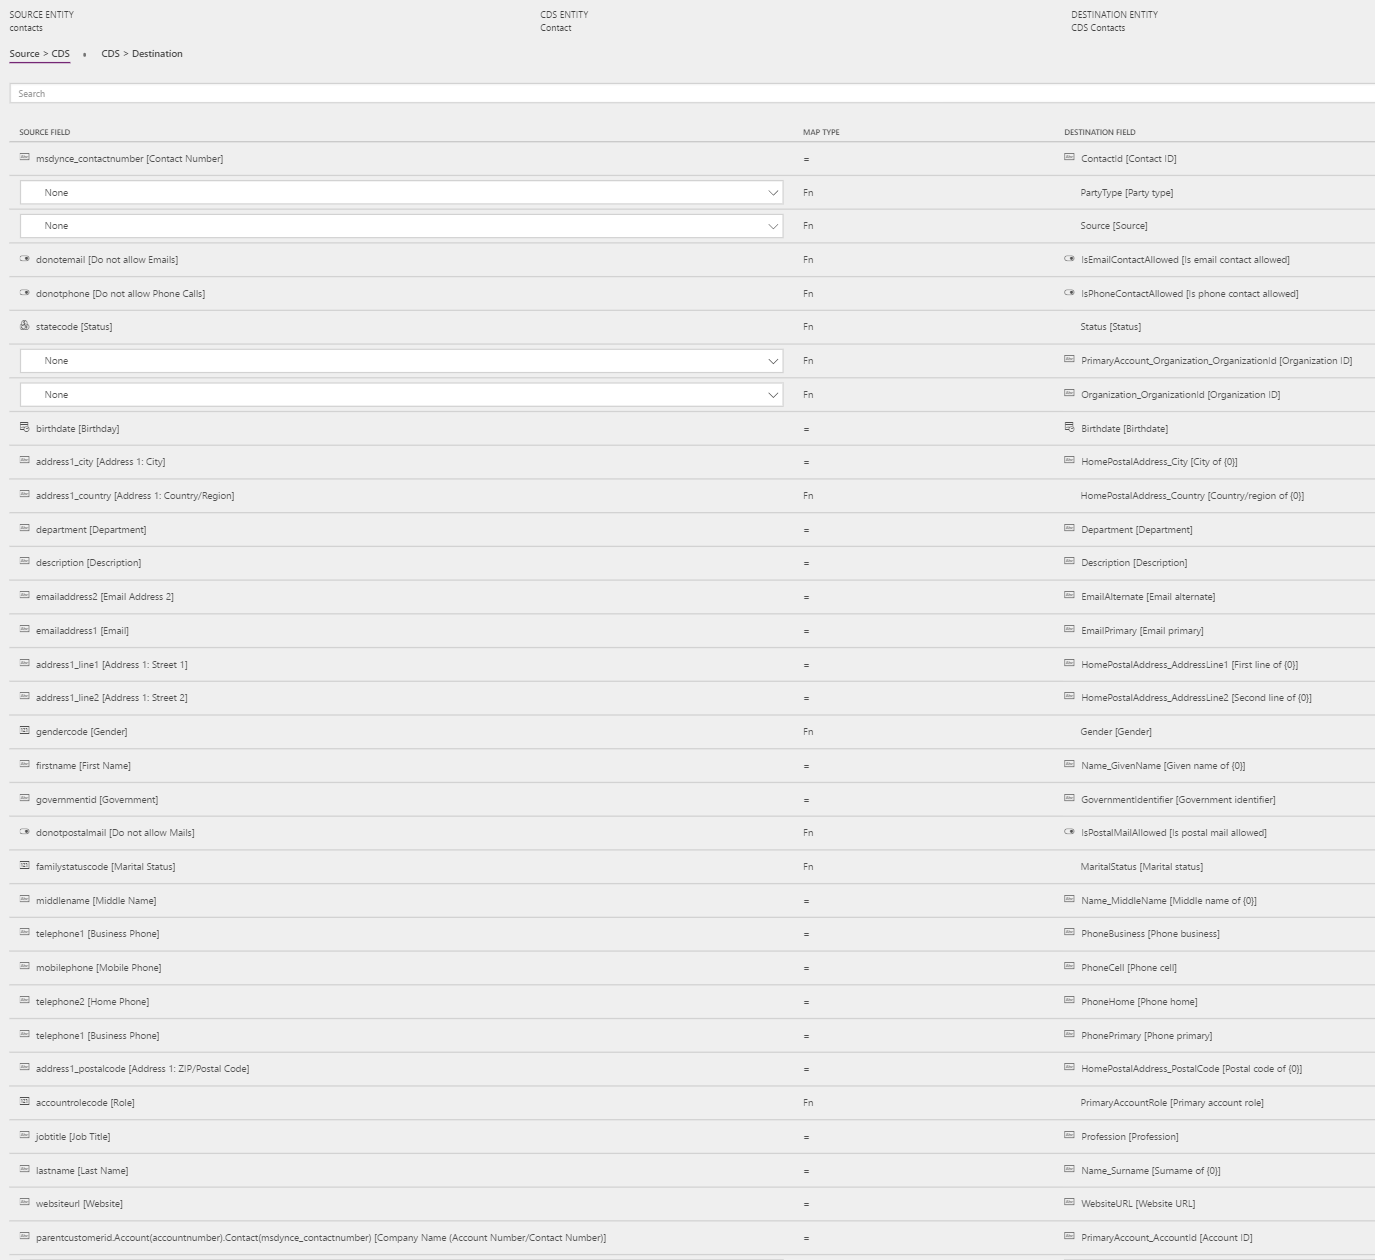 SOURCE ENTITY CDS ENTITY DESTINATION ENTITY
contacts Contact CDS Contacts
Source > CDS • CDS > Destination
Search
SOURCE FIELD MAP TYPE DESTINATION FIELD
msdynce_contactnumber [Contact Number] = ContactId [Contact ID]
None Fn PartyType [Party type]
None Fn Source [Source]
donotemail [Do not allow Emails] Fn IsEmailContactAllowed [Is email contact allowed]
donotphone [Do not allow Phone Calls] Fn IsPhoneContactAllowed [Is phone contact allowed]
statecode [Status] Fn Status [Status]
None Fn PrimaryAccount_Organization_OrganizationId [Organization ID]
None Fn Organization_OrganizationId [Organization ID]
birthdate [Birthday] = Birthdate [Birthdate]
address1_city [Address 1: City] = HomePostalAddress_City [City of {0}]
address1_country [Address 1: Country/Region] Fn HomePostalAddress_Country [Country/region of {0}]
department [Department] = Department [Department]
description [Description] = Description [Description]
emailaddress2 [Email Address 2] = EmailAlternate [Email alternate]
emailaddress1 [Email] = EmailPrimary [Email primary]
address1_line1 [Address 1: Street 1] = HomePostalAddress_AddressLine1 [First line of {0}]
address1_line2 [Address 1: Street 2] = HomePostalAddress_AddressLine2 [Second line of {0}]
gendercode [Gender] Fn Gender [Gender]
firstname [First Name] = Name_GivenName [Given name of {0}]
governmentid [Government] = GovernmentIdentifier [Government identifier]
donotpostalmail [Do not allow Mails] Fn IsPostalMailAllowed [Is postal mail allowed]
familystatuscode [Marital Status] Fn MaritalStatus [Marital status]
middlename [Middle Name] = Name_MiddleName [Middle name of {0}]
telephone1 [Business Phone] = PhoneBusiness [Phone business]
mobilephone [Mobile Phone] = PhoneCell [Phone cell]
telephone2 [Home Phone] = PhoneHome [Phone home]
telephone1 [Business Phone] = PhonePrimary [Phone primary]
address1_postalcode [Address 1: ZIP/Postal Code] = HomePostalAddress_PostalCode [Postal code of {0}]
accountrolecode [Role] Fn PrimaryAccountRole [Primary account role]
jobtitle [Job Title] = Profession [Profession]
lastname [Last Name] = Name_Surname [Surname of {0}]
websiteurl [Website] = WebsiteURL [Website URL]
parentcustomerid.Account(accountnumber).Contact(msdynce_contactnumber) [Company Name (Account Number/Contact Number)] = PrimaryAccount_AccountId [Account ID]